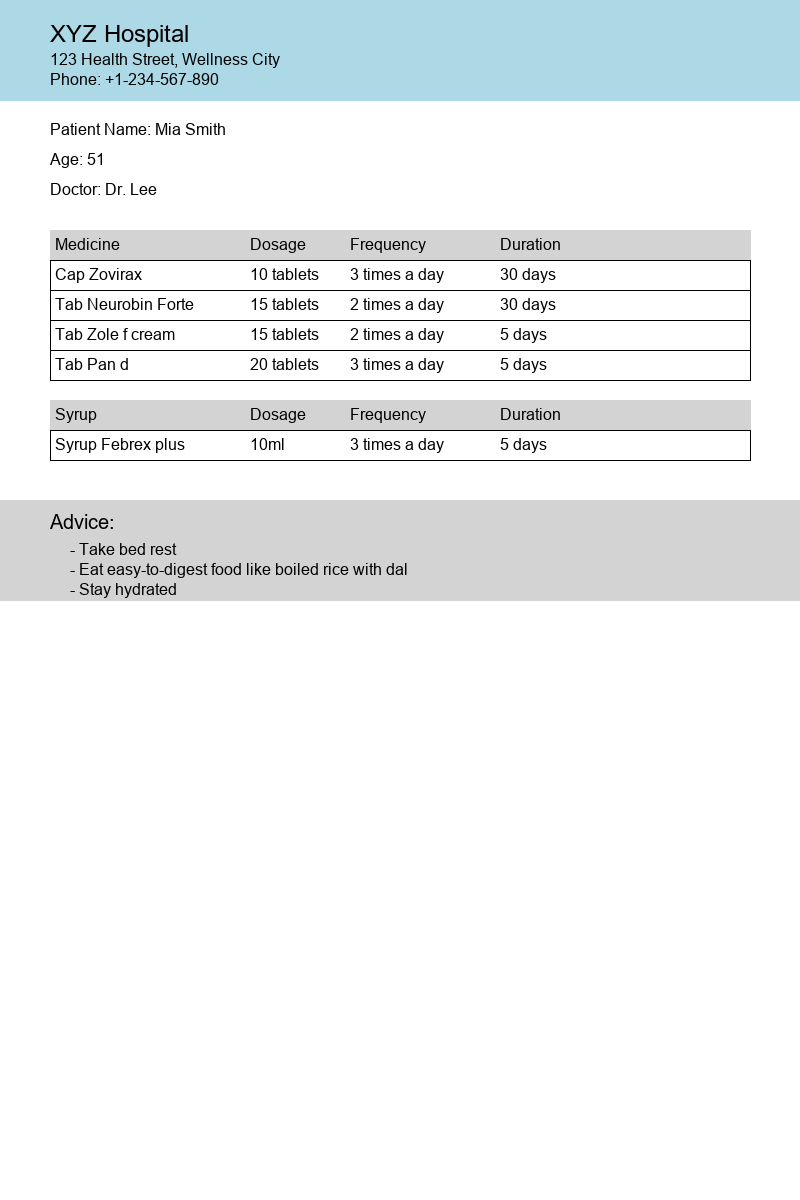 XYZ Hospital
123 Health Street, Wellness City
Phone: +1-234-567-890
Patient Name: Mia Smith
Age: 51
Doctor: Dr. Lee
Medicine Dosage Frequency Duration
Cap Zovirax 10 tablets 3 times a day 30 days
Tab Neurobin Forte 15 tablets 2 times a day 30 days
Tab Zole f cream 15 tablets 2 times a day 5 days
Tab Pan d 20 tablets 3 times a day 5 days
Syrup Dosage Frequency Duration
Syrup Febrex plus 10ml 3 times a day 5 days
Advice:
- Take bed rest
- Eat easy-to-digest food like boiled rice with dal
- Stay hydrated